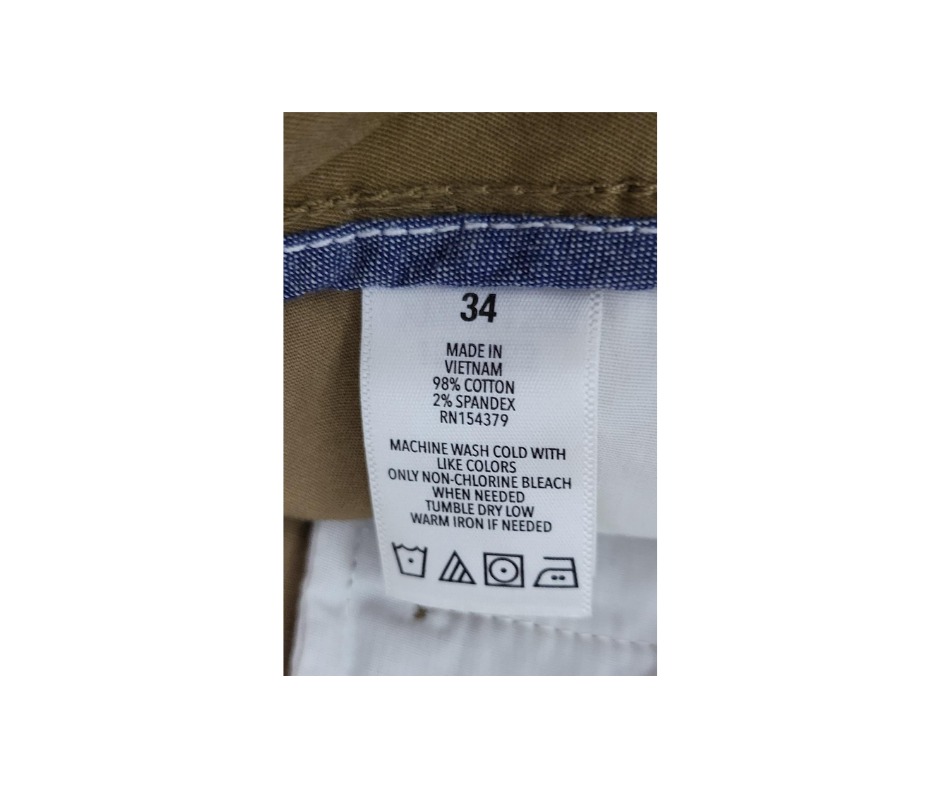 34
MADE IN
VIETNAM
98% COTTON
2% SPANDEX
RN154379
MACHINE WASH COLD WITH
LIKE COLORS
ONLY NON-CHLORINE BLEACH
WHEN NEEDED
TUMBLE DRY LOW
WARM IRON IF NEEDED